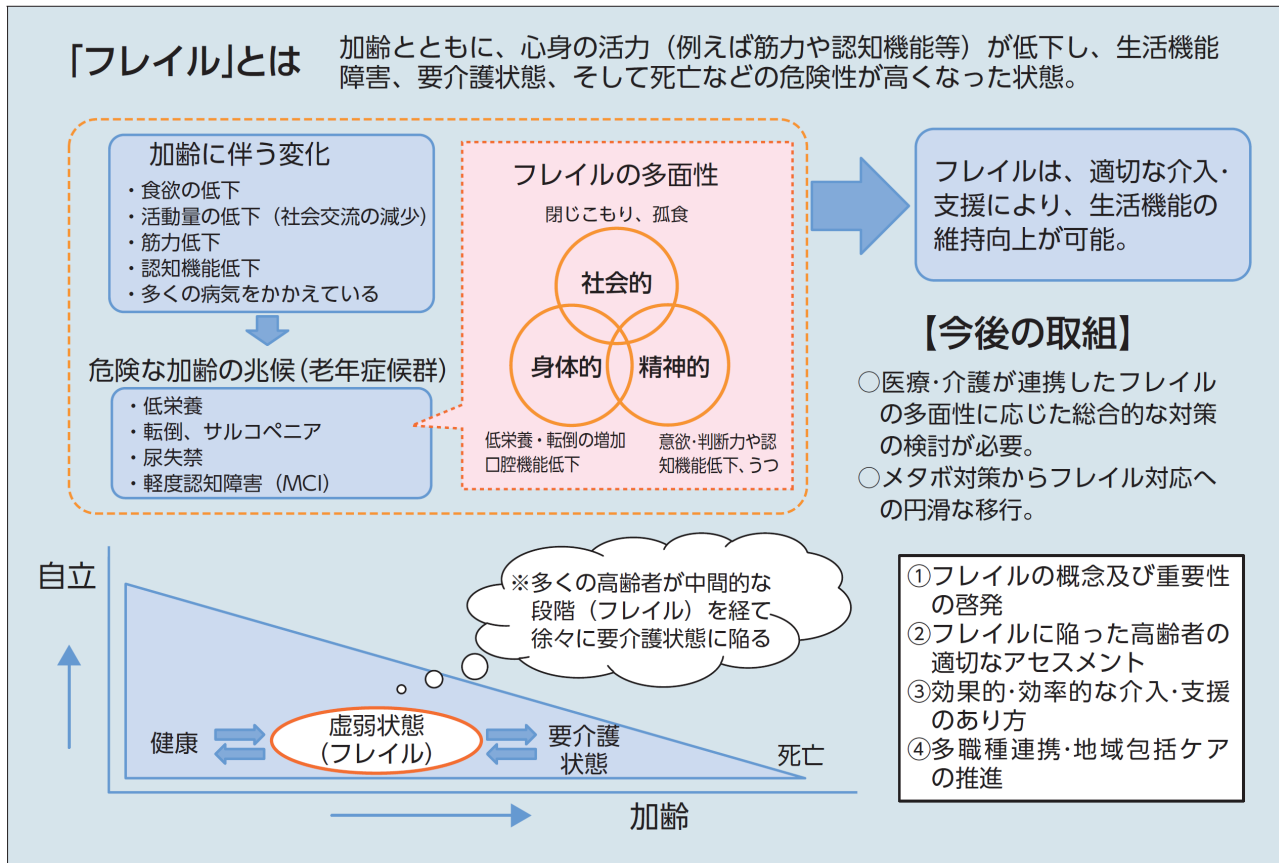 「フレイル」とは
加齢とともに、心身の活力（例えば筋力や認知機能等）が低下し、生活機能
障害、要介護状態、そして死亡などの危険性が高くなった状態。
加齢に伴う変化
・食欲の低下
・活動量の低下（社会交流の減少）
・筋力低下
・認知機能低下
・多くの病気をかかえている
危険な加齢の兆候（老年症候群）
・低栄養
・転倒、サルコペニア
・尿失禁
・軽度認知障害（MCI）
フレイルの多面性
閉じこもり、孤食
社会的
身体的
精神的
低栄養・転倒の増加
口腔機能低下
意欲・判断力や認
知機能低下、うつ
フレイルは、適切な介入・
支援により、生活機能の
維持向上が可能。
【今後の取組】
○医療・介護が連携したフレイル
の多面性に応じた総合的な対策
の検討が必要。
○メタボ対策からフレイル対応へ
の円滑な移行。
①フレイルの概念及び重要性
の啓発
②フレイルに陥った高齢者の
適切なアセスメント
③効果的・効率的な介入・支援
のあり方
④多職種連携・地域包括ケア
の推進
自立
※多くの高齢者が中間的な
段階（フレイル）を経て
徐々に要介護状態に陥る
健康
虚弱状態
（フレイル）
要介護
状態
死亡
加齢